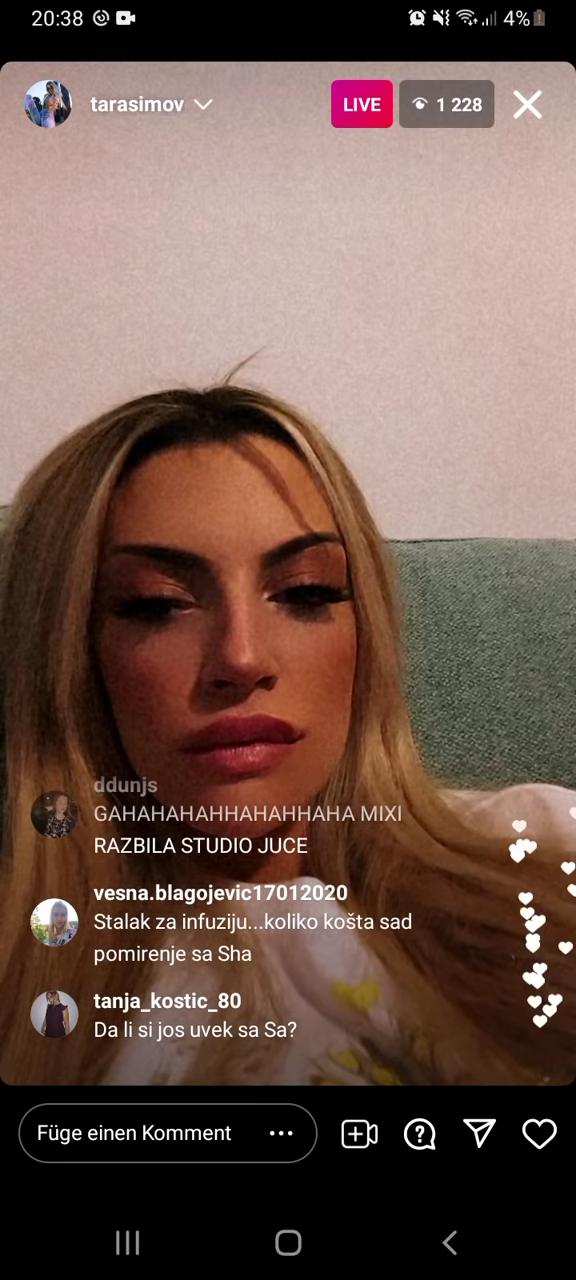 20:38
4%
tarasimov
LIVE
1 228
ddunjs
GAHAHAHAHHAHAHHAHA MIXI
RAZBILA STUDIO JUCE
vesna.blagojevic17012020
Stalak za infuziju...koliko košta sad
pomirenje sa Sha
tanja_kostic_80
Da li si jos uvek sa Sa?
Füge einen Komment